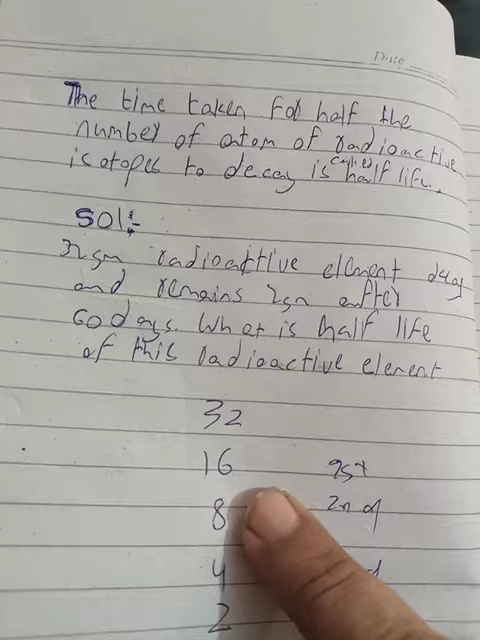 Date
The time taken for half the
number of atom of radioactive
isotopes to decay is called half life.
Sol:-
32gm radioactive element decay
and remains 2gm after
60 days. What is half life
of this radioactive element
32
16 1st
8 2nd
4
2